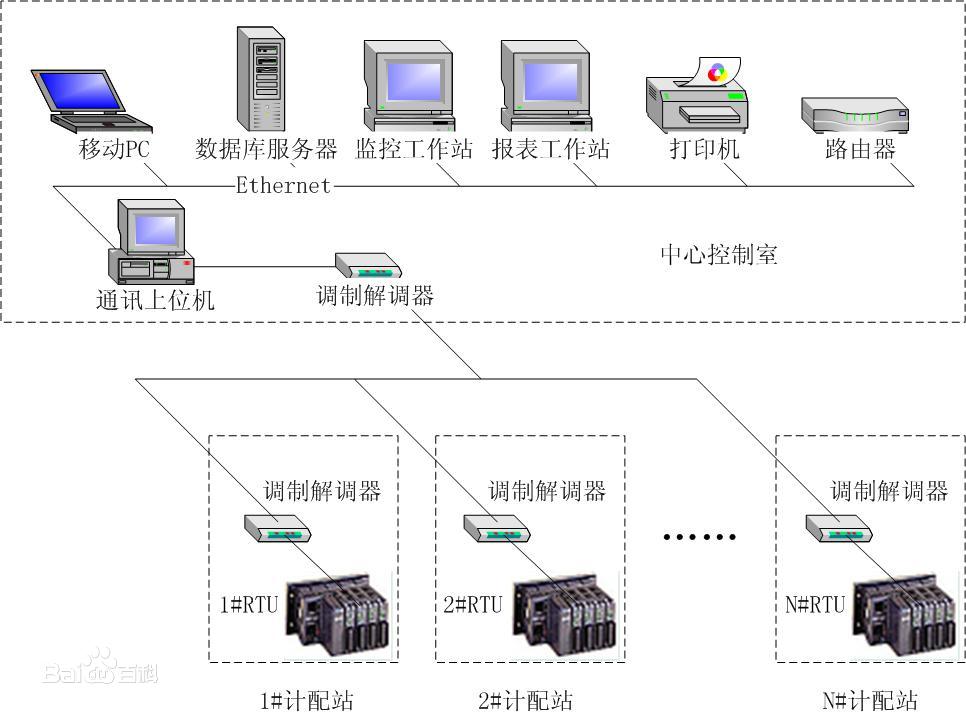 移动PC
数据库服务器
监控工作站
报表工作站
打印机
路由器
Ethernet
中心控制室
通讯上位机
调制解调器
调制解调器
调制解调器
调制解调器
1#RTU
2#RTU
N#RTU
Bai百科
1#计配站
2#计配站
N#计配站